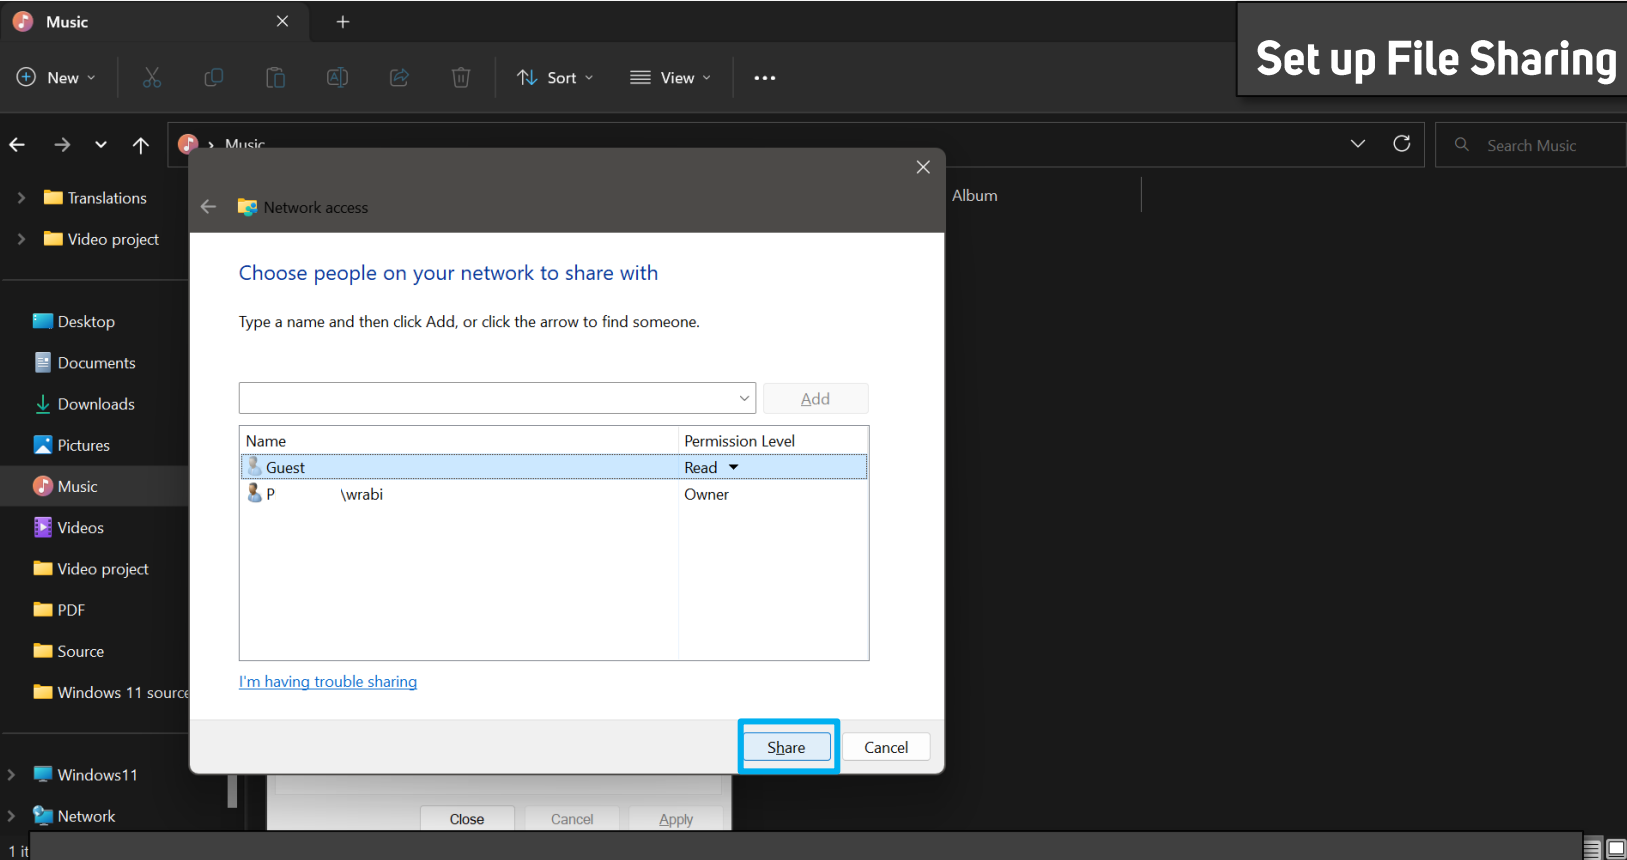 Music
Set up File Sharing
New
Sort
View
Music
Search Music
Translations
Video project
Desktop
Documents
Downloads
Pictures
Music
Videos
Video project
PDF
Source
Windows 11 source
Windows11
Network
1 it
Album
Network access
Choose people on your network to share with
Type a name and then click Add, or click the arrow to find someone.
Add
Name Permission Level
Guest Read
P \wrabi Owner
I'm having trouble sharing
Share Cancel
Close Cancel Apply